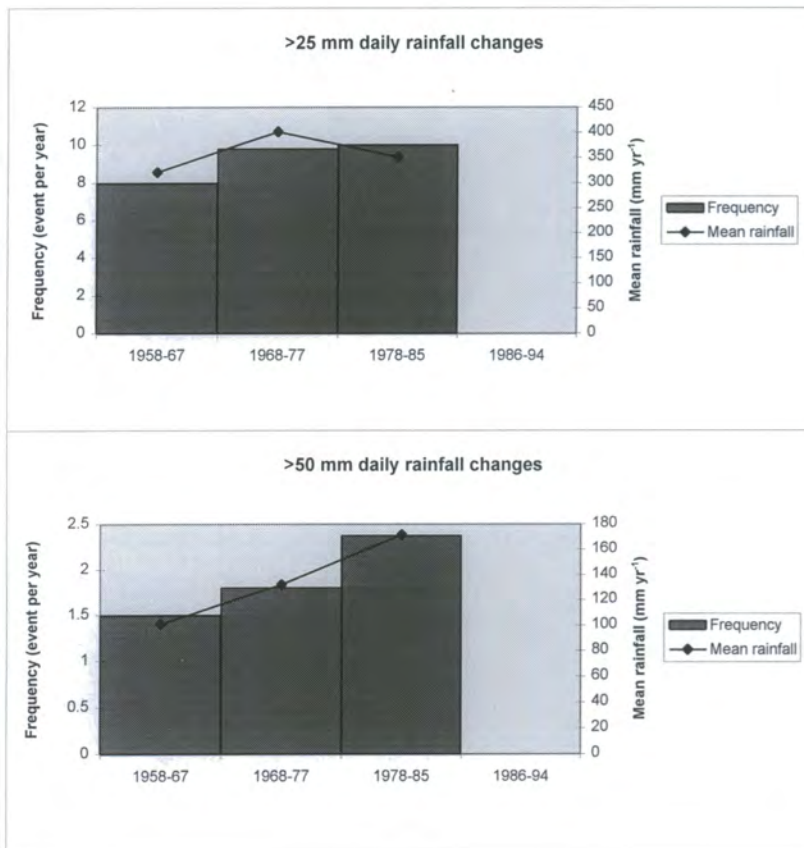 >25 mm daily rainfall changes
Frequency (event per year)
12
10
8
6
4
2
0
450
400
350
300
250
200
150
100
50
0
Mean rainfall (mm yr⁻¹)
1958-67 1968-77 1978-85 1986-94
Frequency
Mean rainfall
>50 mm daily rainfall changes
Frequency (event per year)
2.5
2
1.5
1
0.5
0
180
160
140
120
100
80
60
40
20
0
Mean rainfall (mm yr⁻¹)
1958-67 1968-77 1978-85 1986-94
Frequency
Mean rainfall